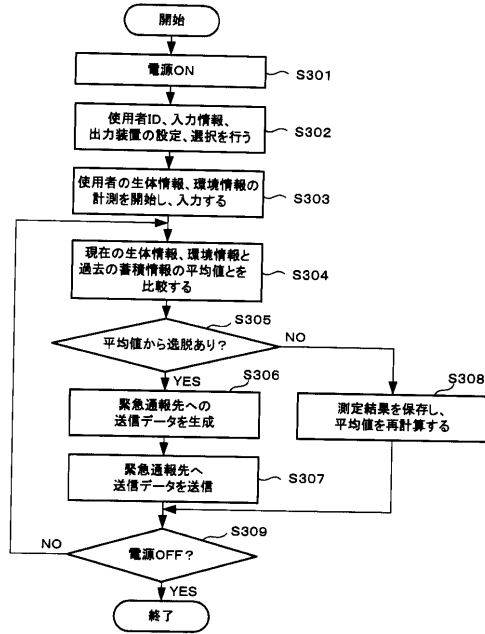 開始
電源ON
S301
使用者ID、入力情報、
出力装置の設定、選択を行う
S302
使用者の生体情報、環境情報の
計測を開始し、入力する
S303
現在の生体情報、環境情報と
過去の蓄積情報の平均値とを
比較する
S304
S305
平均値から逸脱あり?
NO
YES
S306
緊急通報先への
送信データを生成
S308
測定結果を保存し、
平均値を再計算する
緊急通報先へ
送信データを送信
S307
S309
NO
電源OFF?
YES
終了